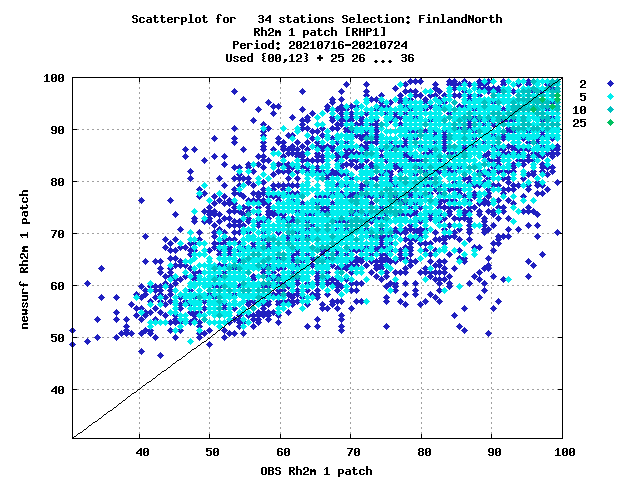 Scatterplot for   34 stations Selection: FinlandNorth
Rh2m 1 patch [RHP1]
Period: 20210716-20210724
Used {00,12} + 25 26 ... 36
2
5
10
25
100
90
80
70
60
50
40
newsurf Rh2m 1 patch
40 50 60 70 80 90 100
OBS Rh2m 1 patch